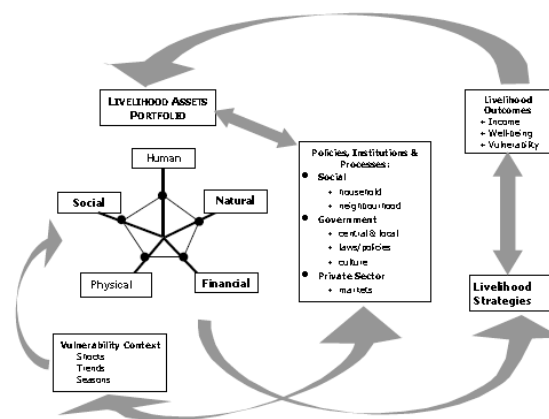 LIVELIHOOD ASSETS
PORTFOLIO
Human
Social
Natural
Physical
Financial
Vulnerability Context
Shocks
Trends
Seasons
Policies, Institutions &
Processes:
• Social
+ household
+ neighbourhood
• Government
+ central & local
+ laws/policies
+ culture
• Private Sector
+ markets
Livelihood
Outcomes
+ Income
+ Well-being
+ Vulnerability
Livelihood
Strategies